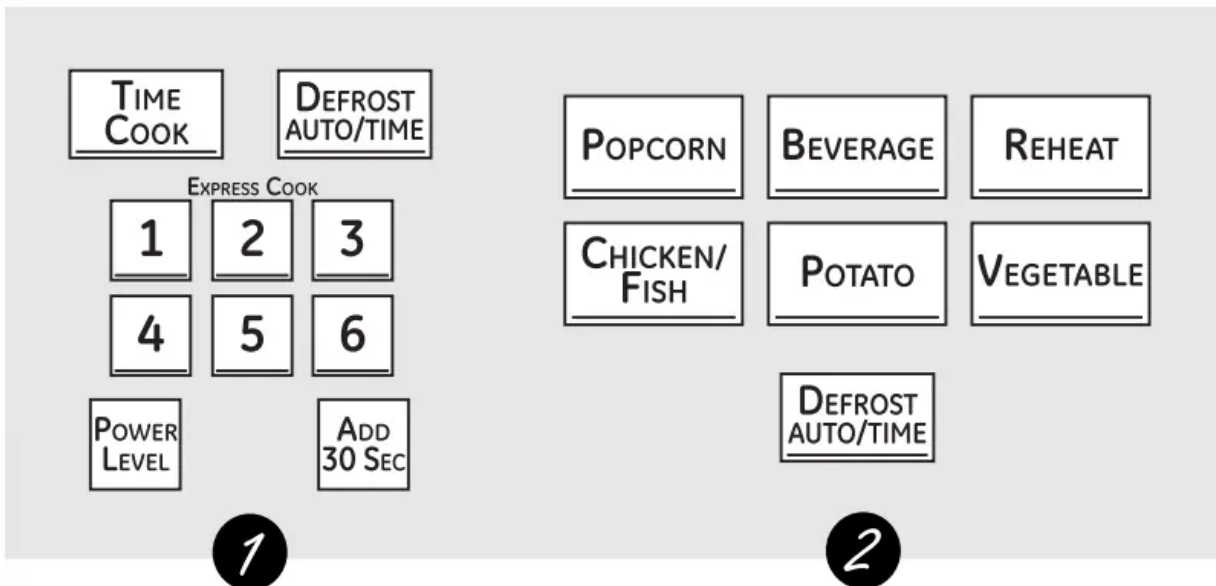 TIME
COOK
DEFROST
AUTO/TIME
EXPRESS COOK
1 2 3
4 5 6
POWER
LEVEL
ADD
30 SEC
1
POPCORN
BEVERAGE
REHEAT
CHICKEN/
FISH
POTATO
VEGETABLE
DEFROST
AUTO/TIME
2